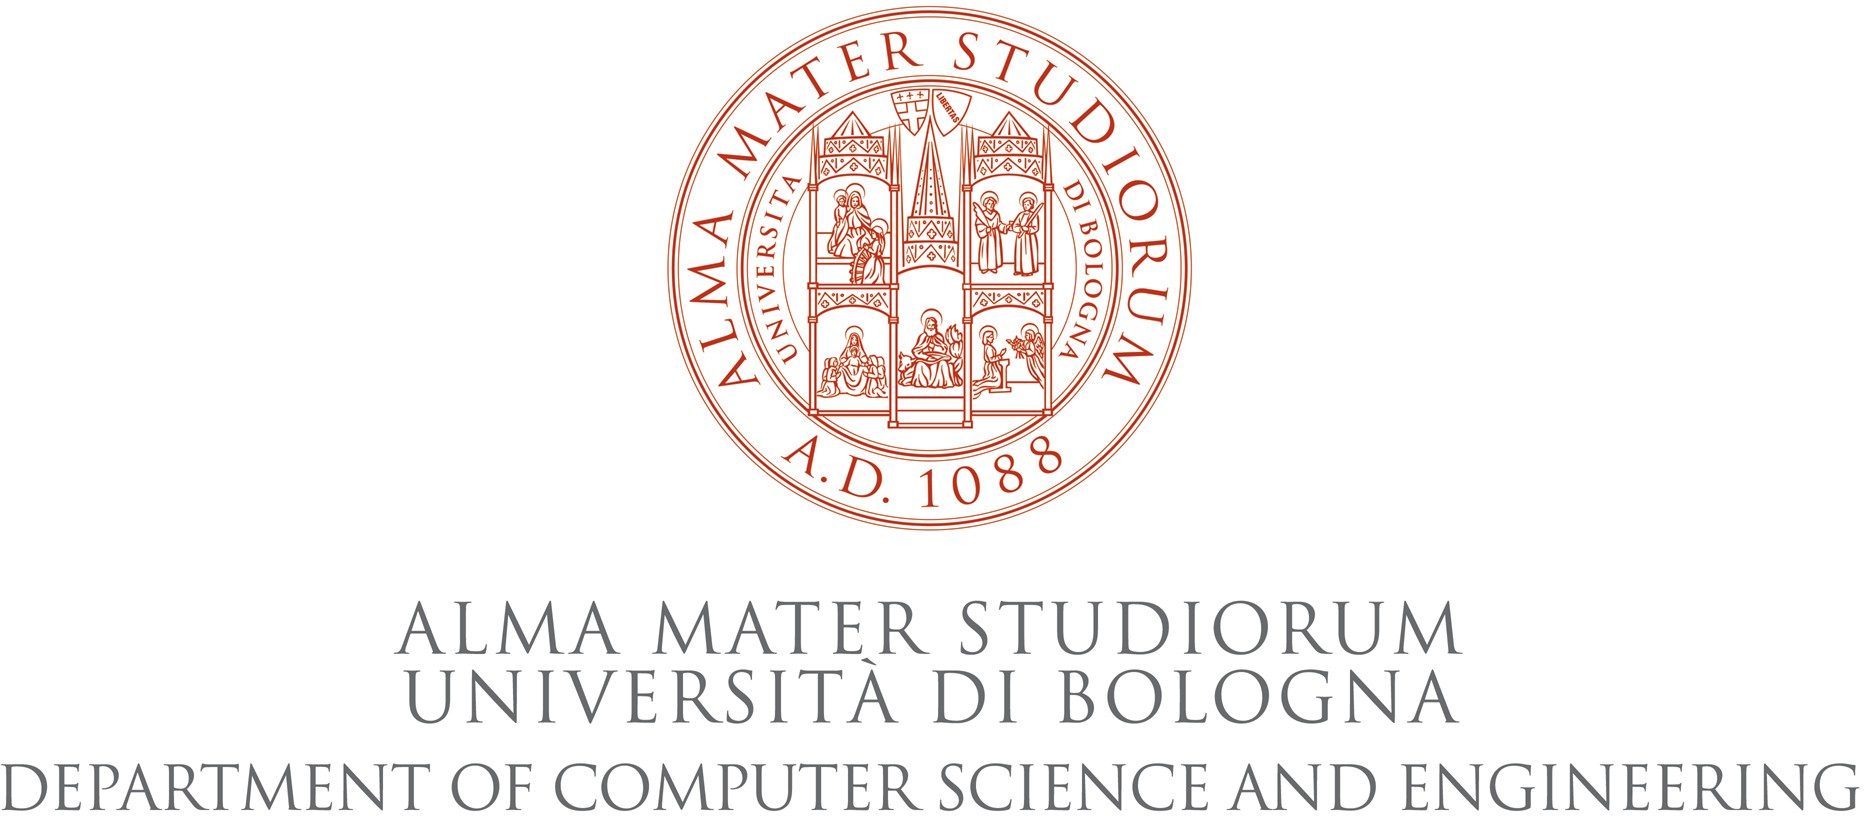 ALMA MATER STUDIORUM
LIBERTAS
UNIVERSITA
DI BOLOGNA
A.D. 1088
ALMA MATER STUDIORUM
UNIVERSITÀ DI BOLOGNA
DEPARTMENT OF COMPUTER SCIENCE AND ENGINEERING